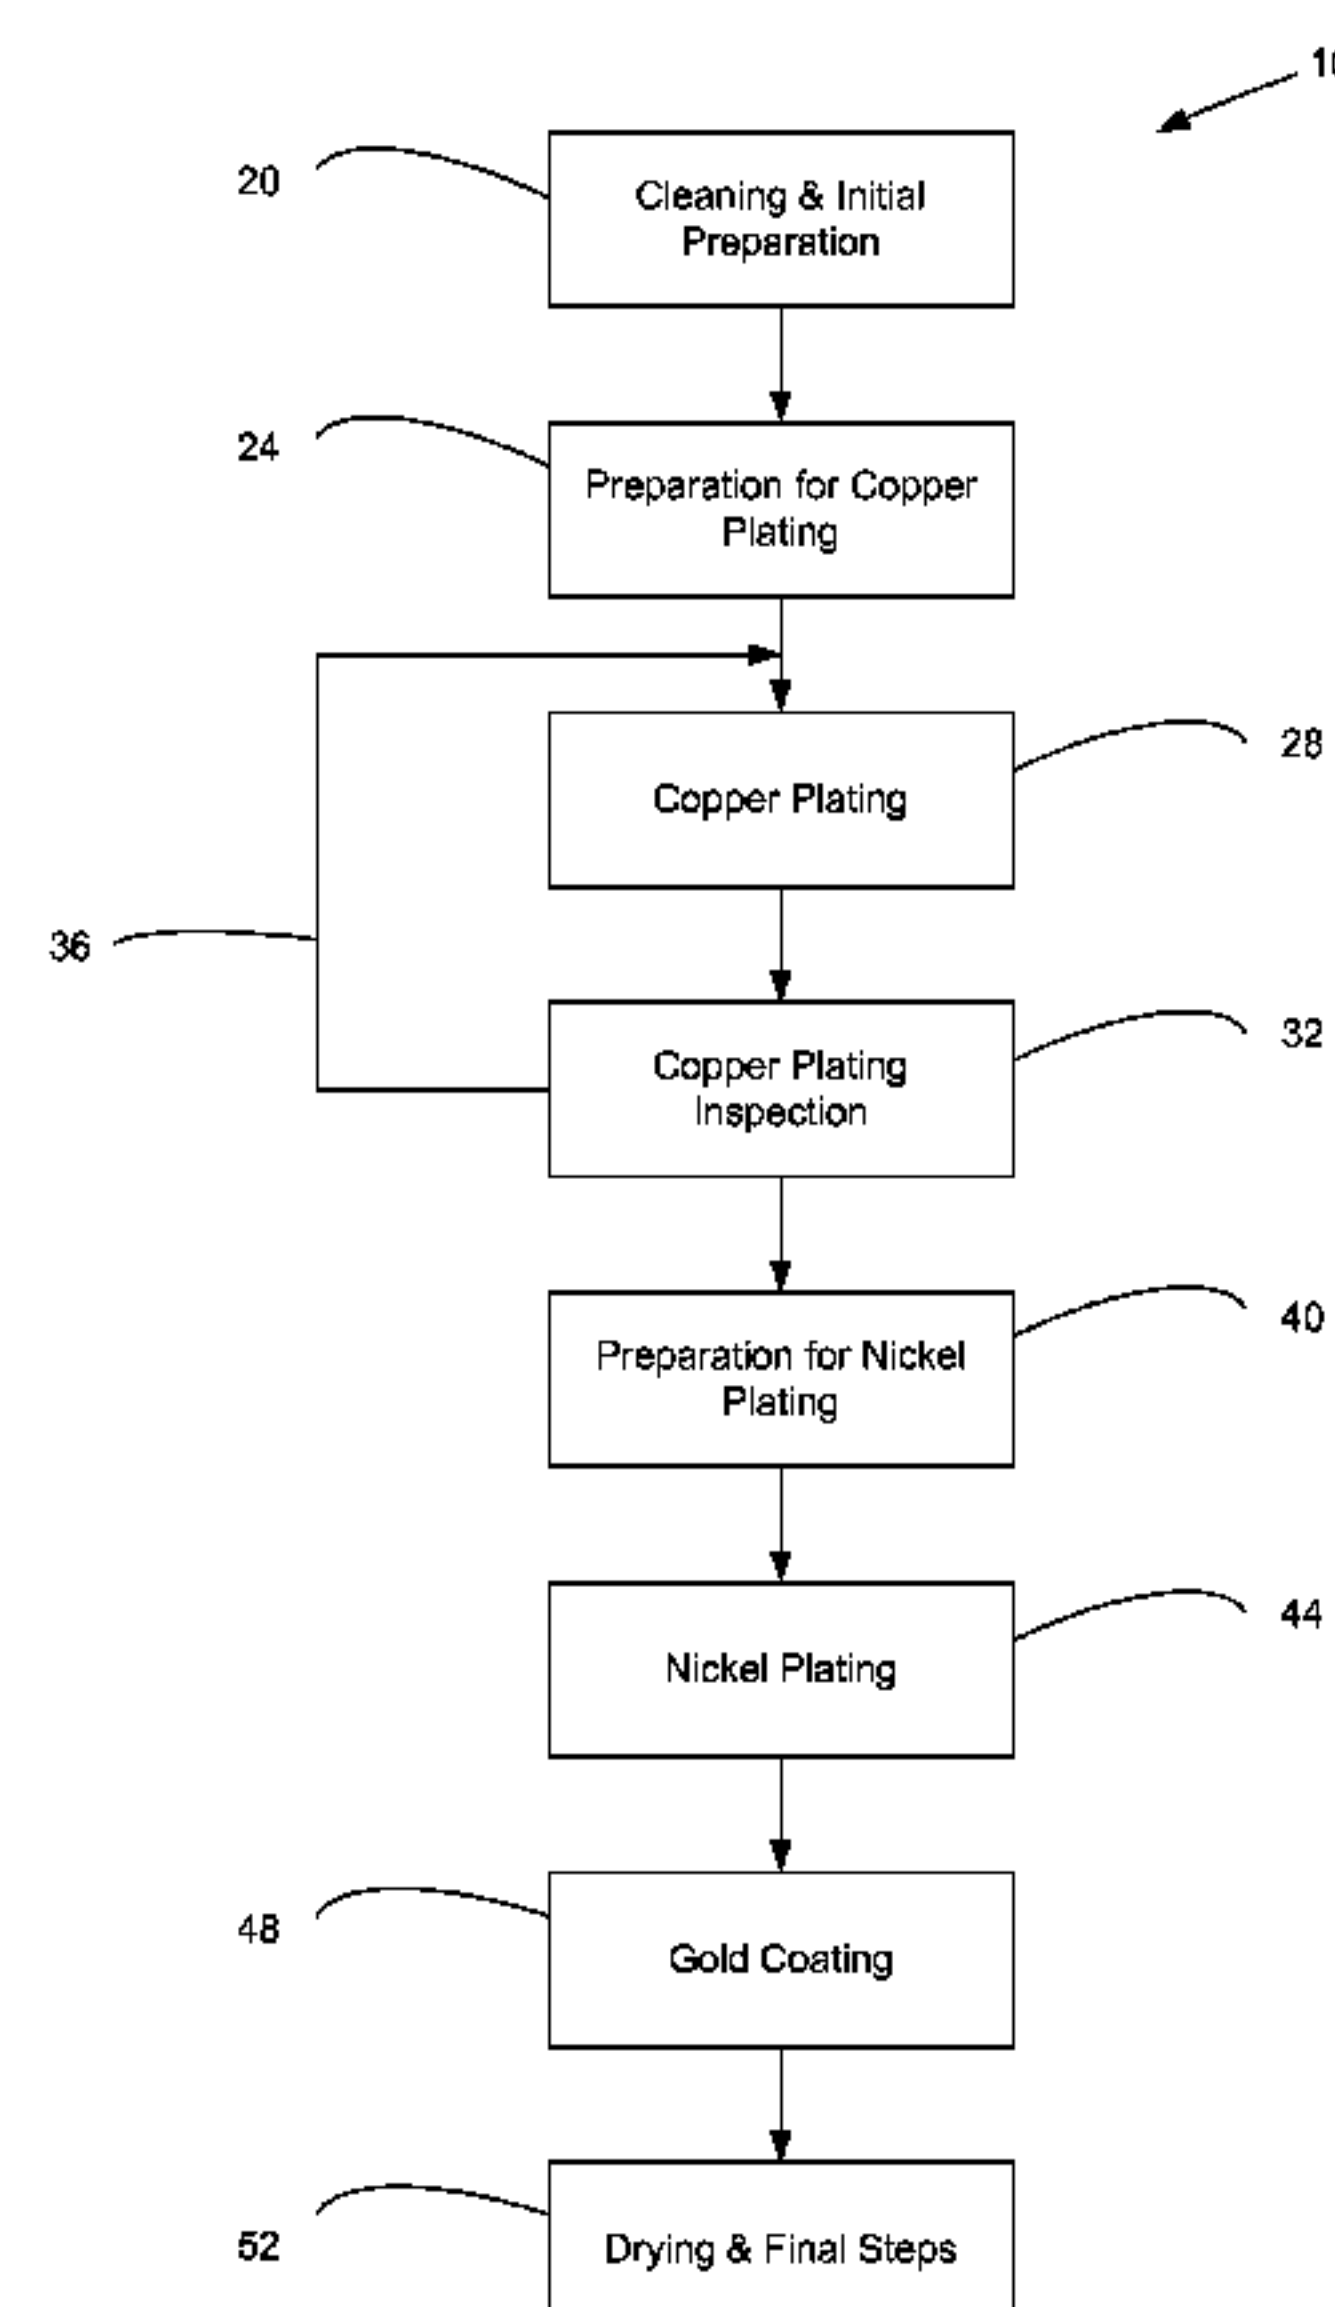 20
Cleaning & Initial
Preparation
24
Preparation for Copper
Plating
Copper Plating
28
36
Copper Plating
Inspection
32
Preparation for Nickel
Plating
40
Nickel Plating
44
48
Gold Coating
52
Drying & Final Steps